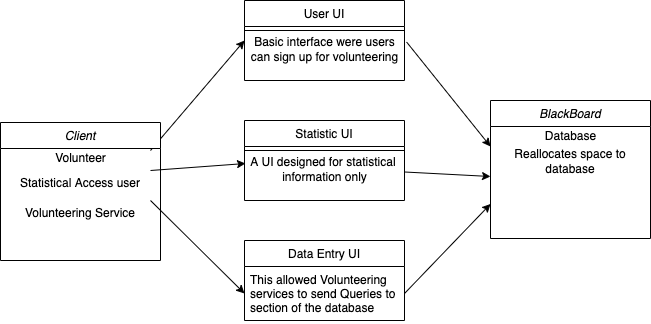 User UI
Basic interface were users
can sign up for volunteering
Client
Volunteer
Statistical Access user
Volunteering Service
Statistic UI
A UI designed for statistical
information only
Data Entry UI
This allowed Volunteering
services to send Queries to
section of the database
BlackBoard
Database
Reallocates space to
database